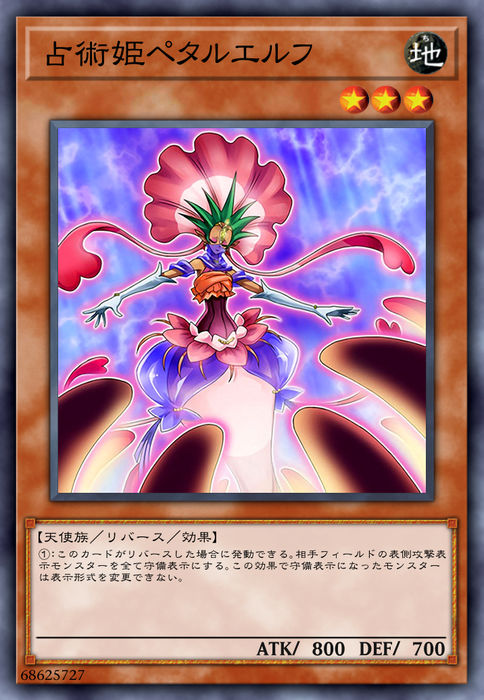 占術姫ペタルエルフ
ち
地
【天使族／リバース／効果】
①:このカードがリバースした場合に発動できる。相手フィールドの表側攻撃表
示モンスターを全て守備表示にする。この効果で守備表示になったモンスター
は表示形式を変更できない。
ATK/ 800 DEF/ 700
68625727